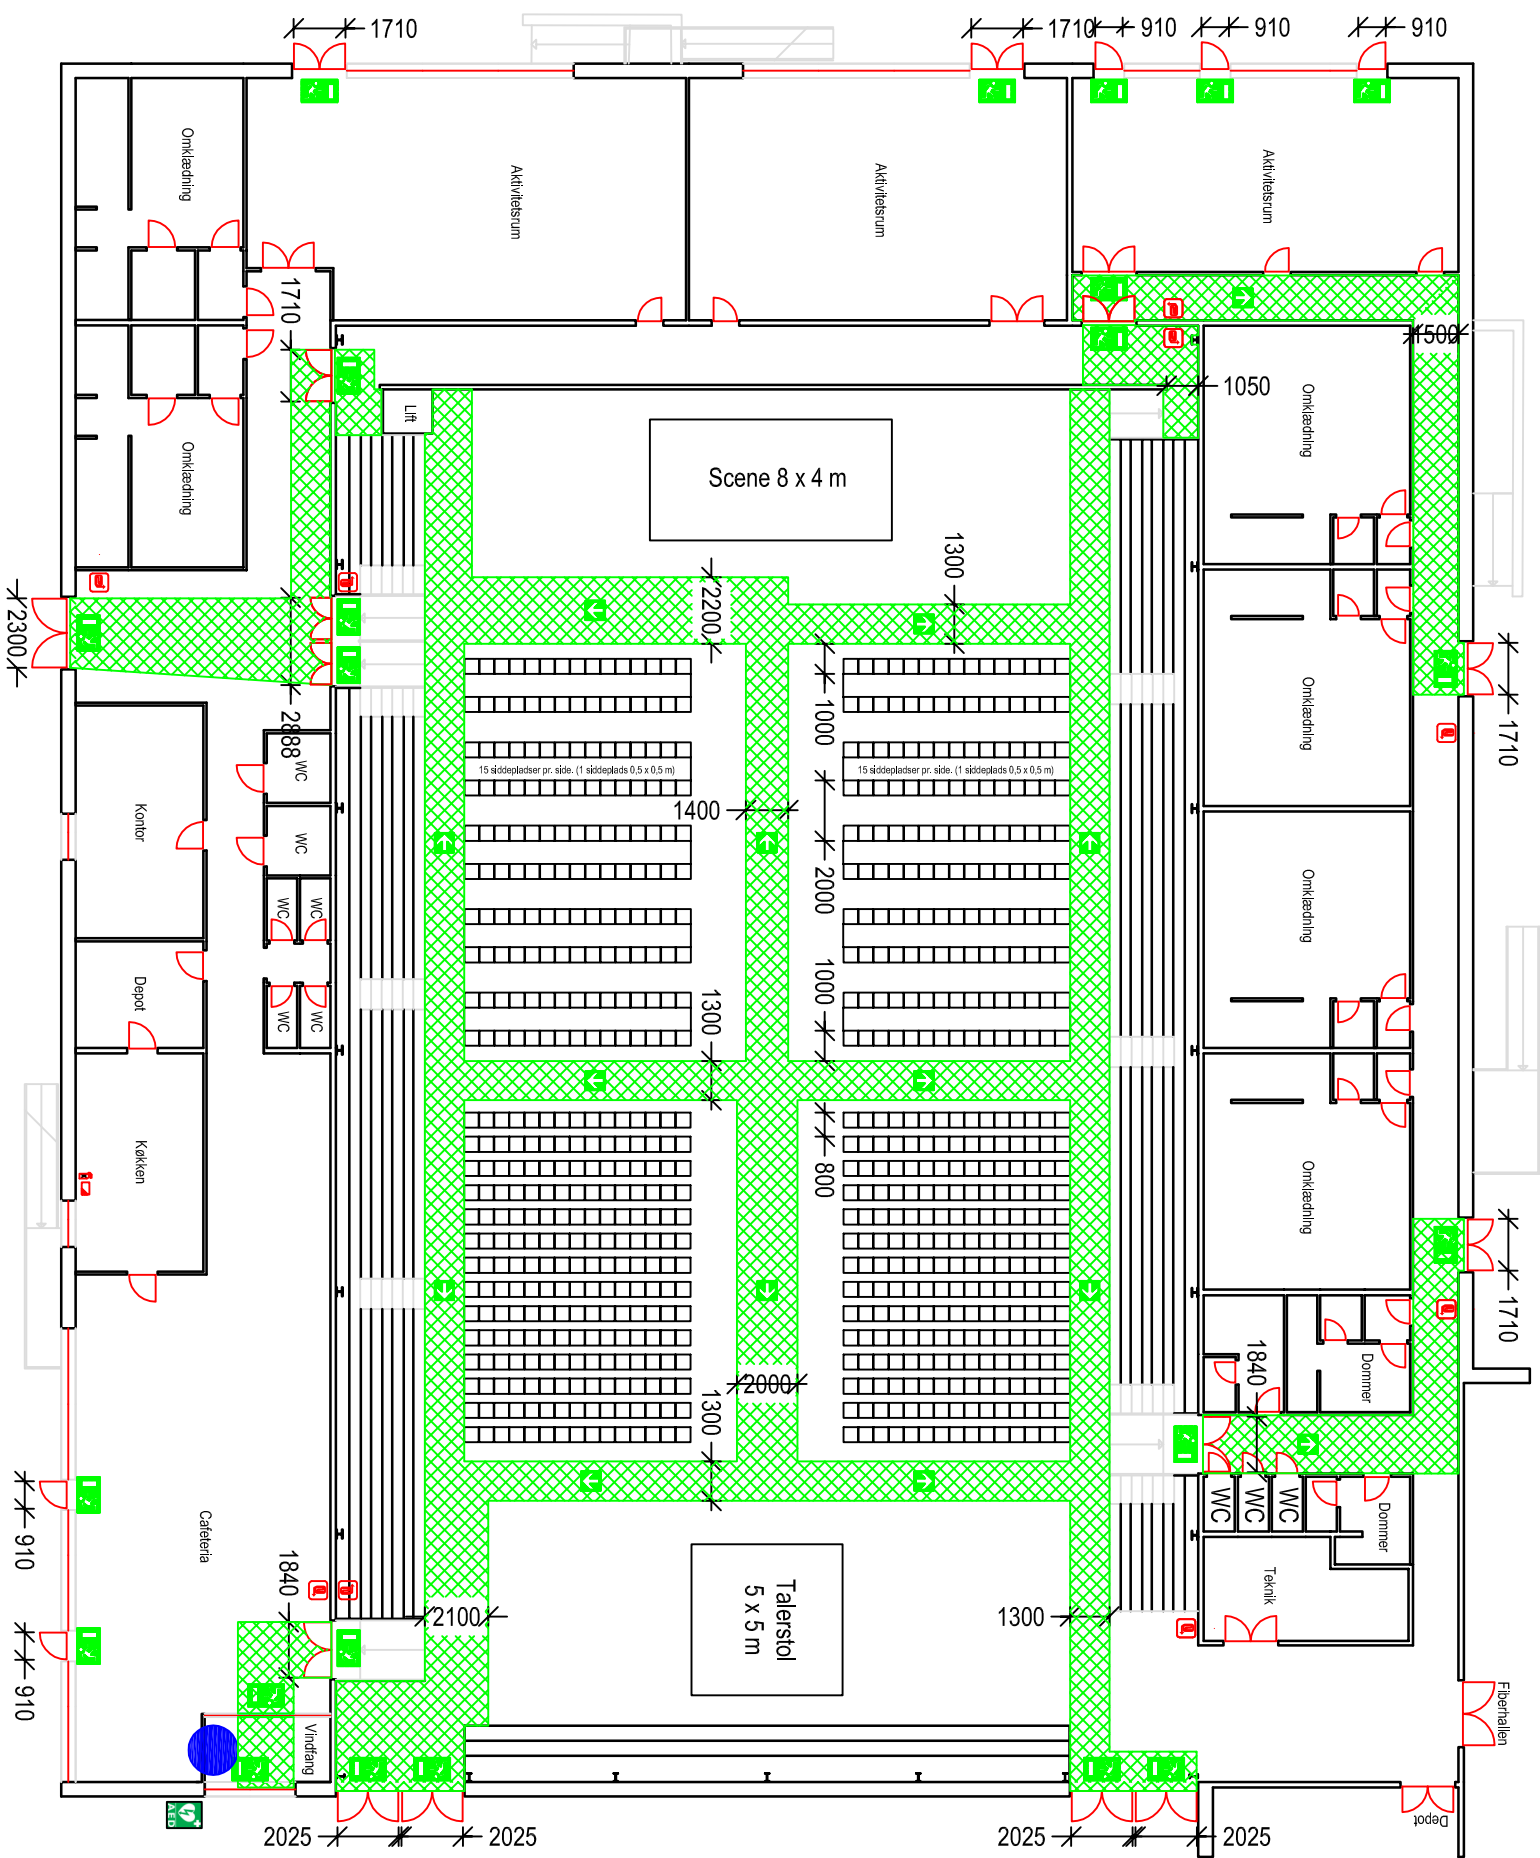 1710
1710
910
910
910
Omklædning
Aktivitetsrum
Aktivitetsrum
Aktivitetsrum
1710
1500
1050
Lift
Omklædning
Omklædning
Scene 8 x 4 m
1300
2200
2300
2888
1000
1710
Omklædning
WC
15 siddepladser pr. side. (1 siddeplads 0,5 x 0,5 m)
15 siddepladser pr. side. (1 siddeplads 0,5 x 0,5 m)
1400
Kontor
WC
2000
WC
WC
Omklædning
Depot
WC
WC
1300
1000
Køkken
800
Omklædning
1710
1840
Dommer
2000
1300
910
Cafeteria
WC
WC
WC
Dommer
1840
2100
Talerstol
5 x 5 m
1300
Teknik
910
Vindfang
Fiberhallen
AED
Depot
2025
2025
2025
2025